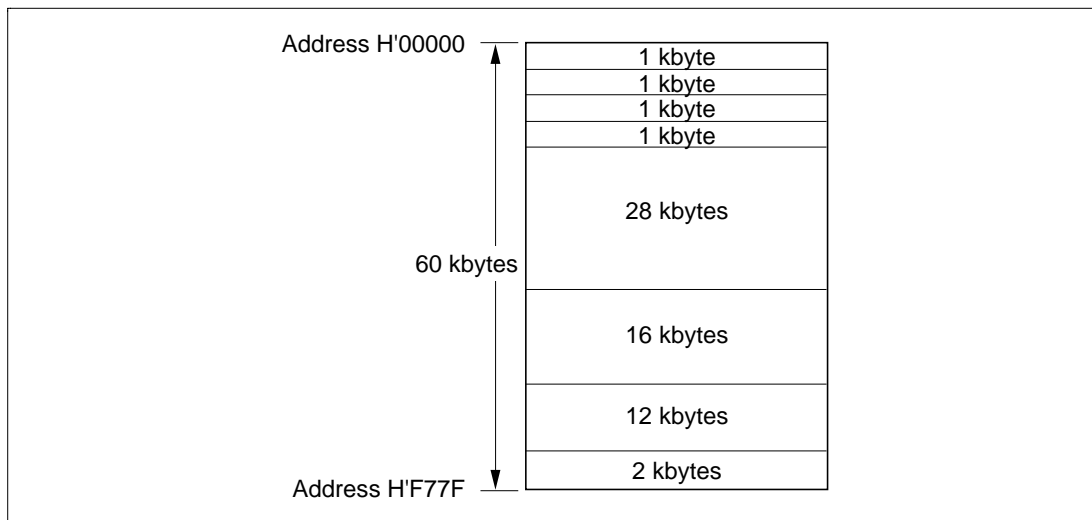 Address H'00000
1 kbyte
1 kbyte
1 kbyte
1 kbyte
28 kbytes
60 kbytes
16 kbytes
12 kbytes
2 kbytes
Address H'F77F